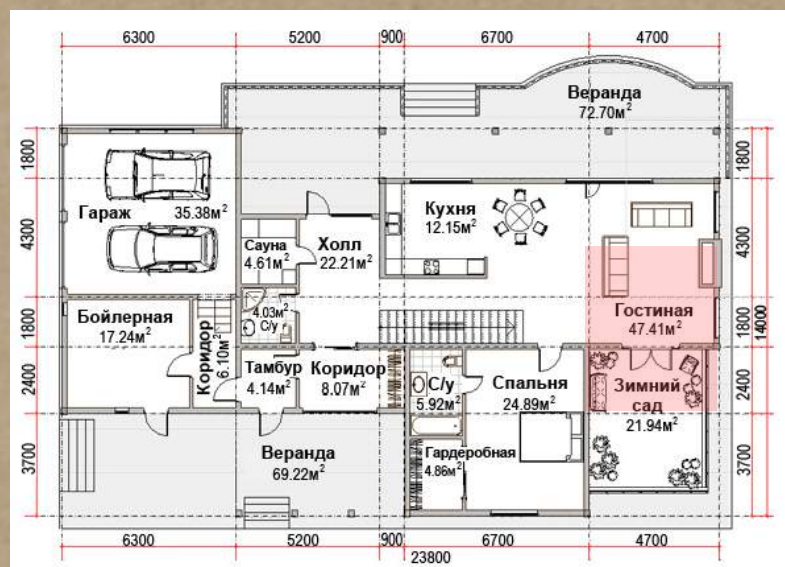 6300 5200 900 6700 4700
Веранда
72.70м²
1800 1800
Гараж 35.38м²
Кухня
12.15м²
4300 4300
Сауна
4.61м²
Холл
22.21м²
4.03м²
С/у
Гостиная
47.41м²
Бойлерная
17.24м²
1800 1800 14000
Коридор
6.10м²
Тамбур
4.14м²
Коридор
8.07м²
С/у
5.92м²
Спальня
24.89м²
Зимний
сад
21.94м²
2400 2400
Веранда
69.22м²
Гардеробная
4.86м²
3700 3700
6300 5200 900 6700 4700
23800